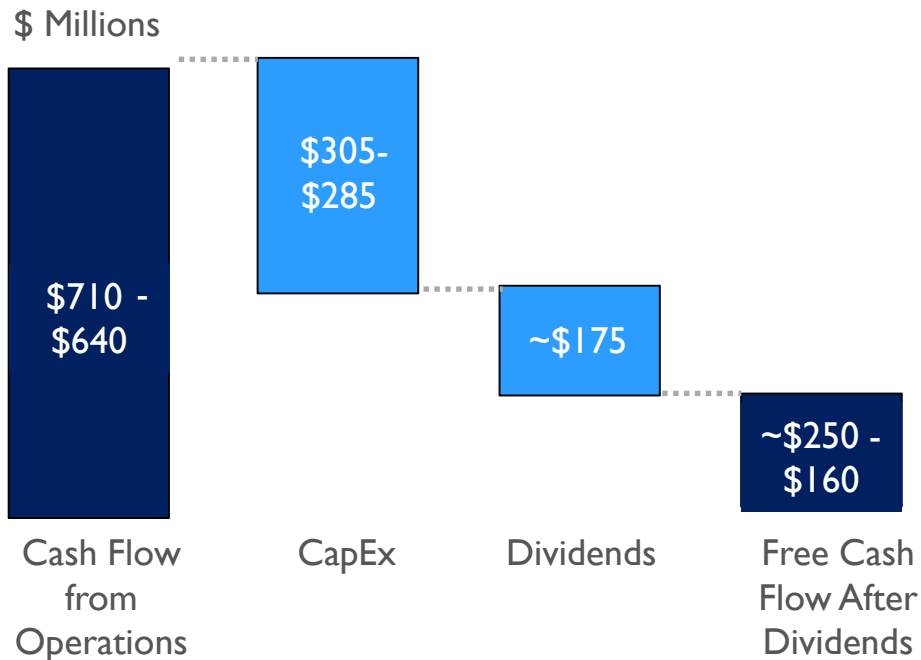 $ Millions
$305-
$285
$710 -
$640
~$175
~$250 -
$160
Cash Flow
from
Operations
CapEx
Dividends
Free Cash
Flow After
Dividends